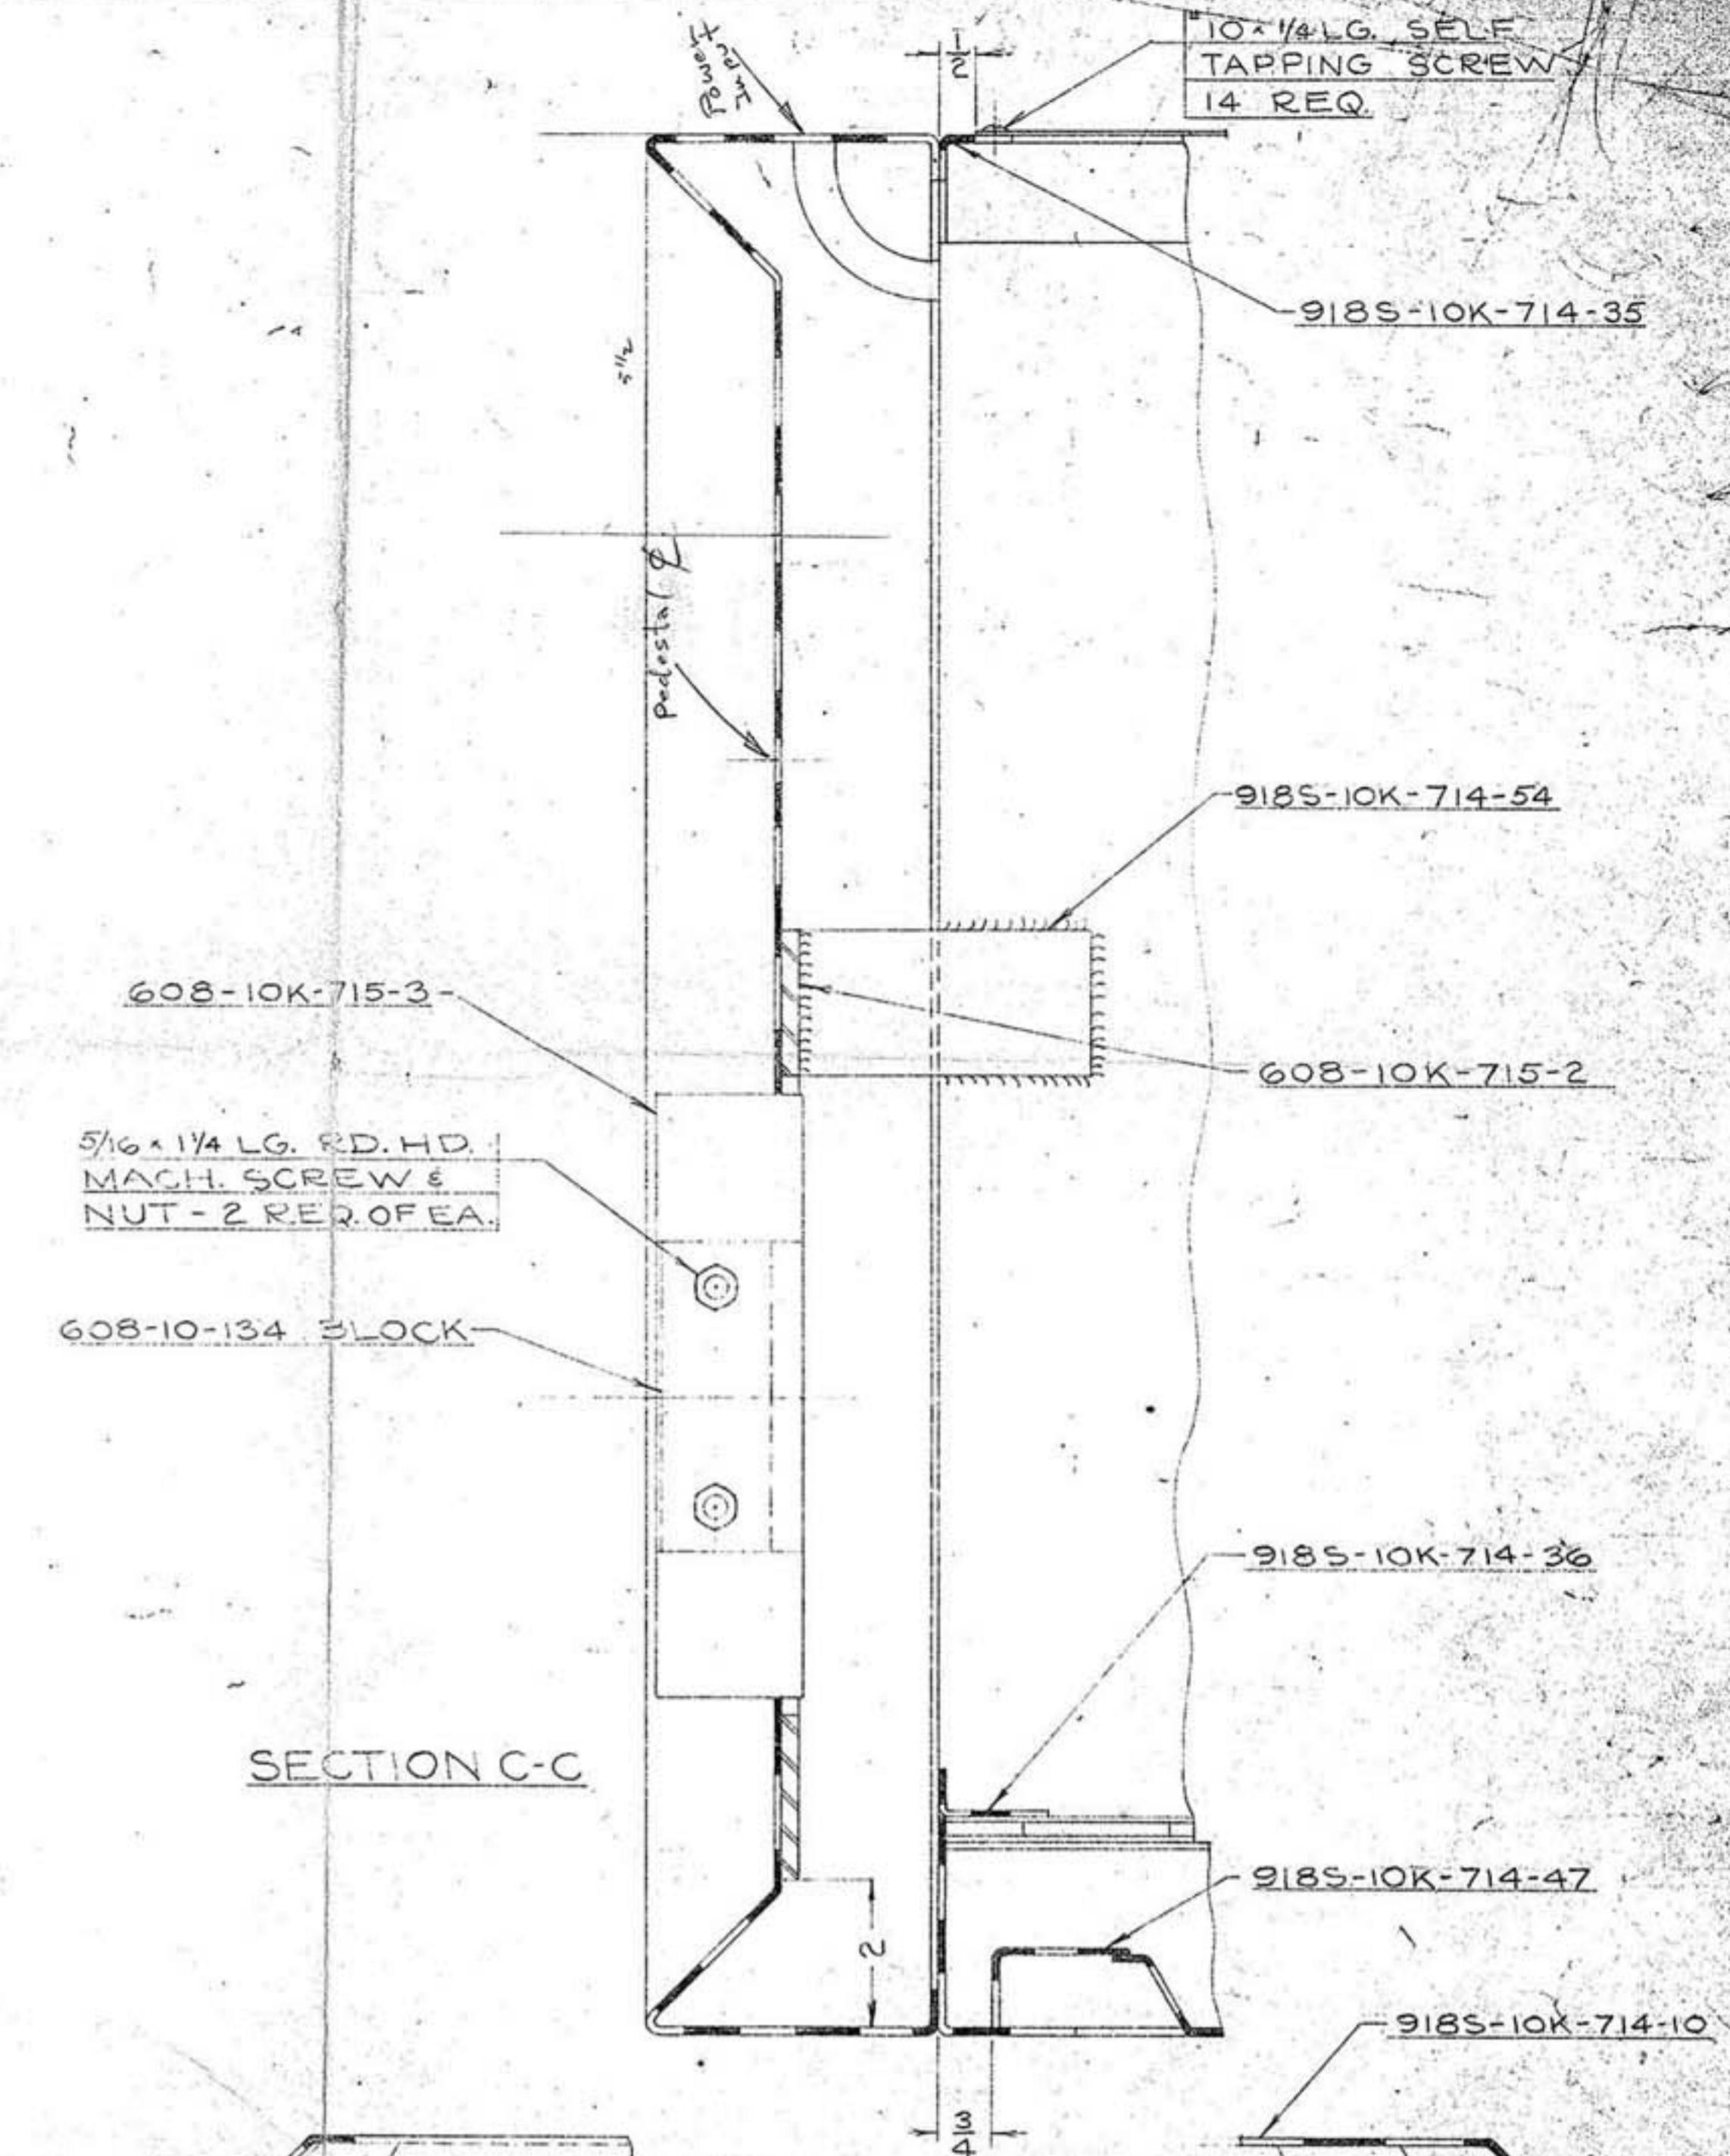 Power
Input
1/2
"10 x 1/4 LG. SELF
TAPPING SCREW
14 REQ.
918S-10K-714-35
5 1/2
pedestal ℄
918S-10K-714-54
608-10K-715-3
608-10K-715-2
5/16 x 1 1/4 LG. RD. HD.
MACH. SCREW &
NUT - 2 REQ. OF EA.
608-10-134 BLOCK
918S-10K-714-36
SECTION C-C
918S-10K-714-47
2
918S-10K-714-10
3/4